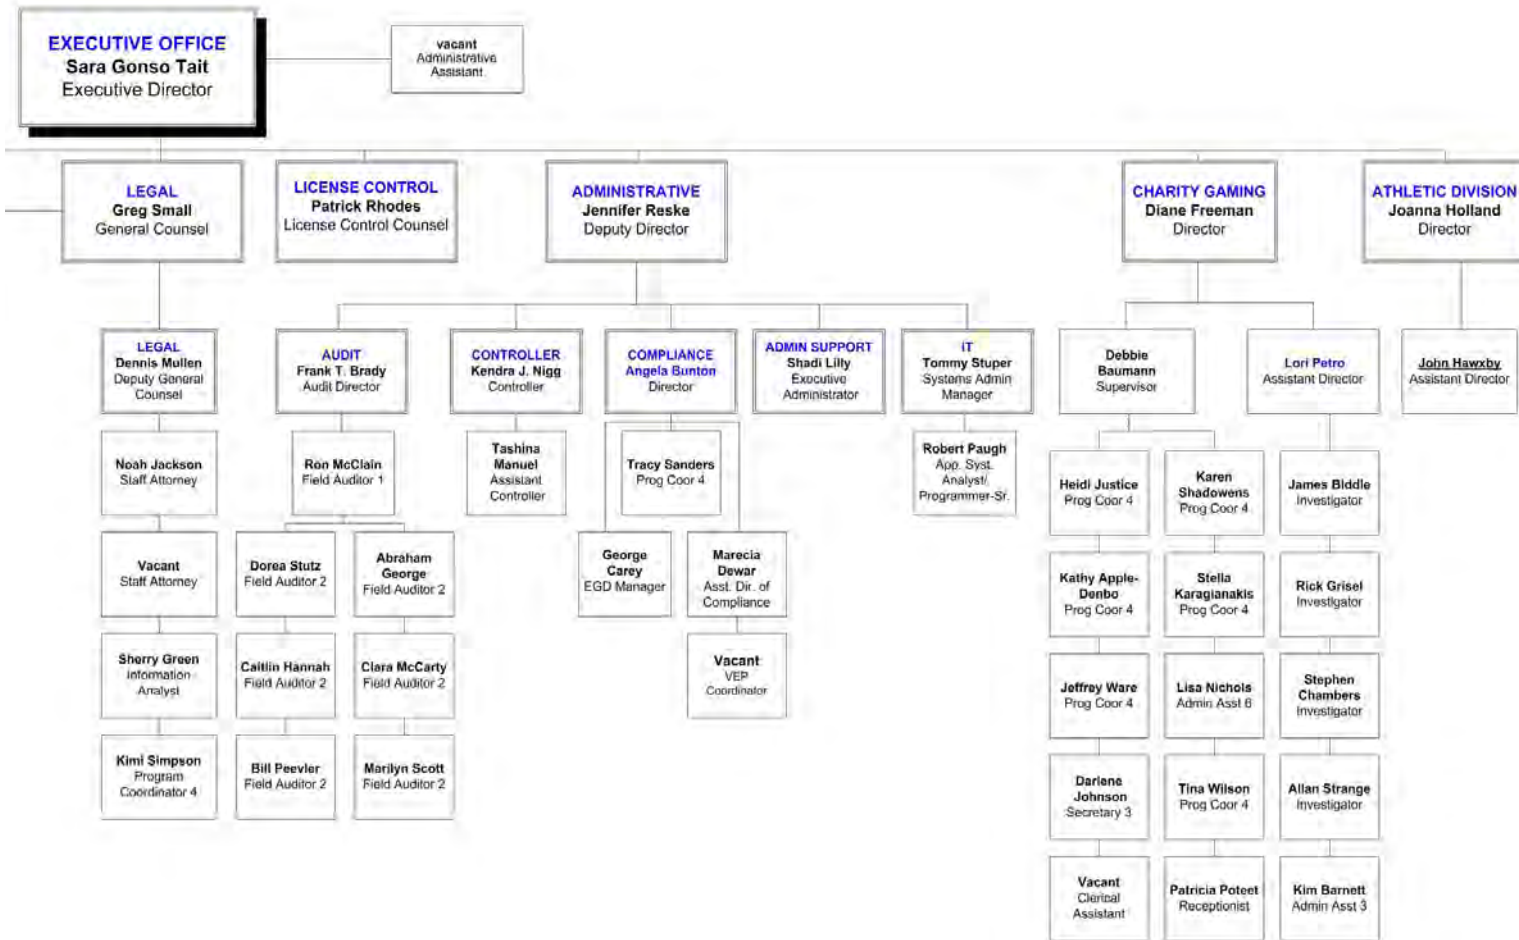 EXECUTIVE OFFICE
Sara Gonso Tait
Executive Director
vacant
Administrative
Assistant
LEGAL
Greg Small
General Counsel
LICENSE CONTROL
Patrick Rhodes
License Control Counsel
ADMINISTRATIVE
Jennifer Reske
Deputy Director
CHARITY GAMING
Diane Freeman
Director
ATHLETIC DIVISION
Joanna Holland
Director
LEGAL
Dennis Mullen
Deputy General
Counsel
AUDIT
Frank T. Brady
Audit Director
CONTROLLER
Kendra J. Nigg
Controller
COMPLIANCE
Angela Bunton
Director
ADMIN SUPPORT
Shadi Lilly
Executive
Administrator
IT
Tommy Stuper
Systems Admin
Manager
Debbie
Baumann
Supervisor
Lori Petro
Assistant Director
John Hawxby
Assistant Director
Noah Jackson
Staff Attorney
Ron McClain
Field Auditor 1
Tashina
Manuel
Assistant
Controller
Tracy Sanders
Prog Coor 4
Robert Paugh
App. Syst.
Analyst/
Programmer-Sr.
Heidi Justice
Prog Coor 4
Karen
Shadowens
Prog Coor 4
James Biddle
Investigator
Vacant
Staff Attorney
Dorea Stutz
Field Auditor 2
Abraham
George
Field Auditor 2
George
Carey
EGD Manager
Marecia
Dewar
Asst. Dir. of
Compliance
Kathy Apple-
Denbo
Prog Coor 4
Stella
Karagianakis
Prog Coor 4
Rick Grisel
Investigator
Sherry Green
Information
Analyst
Caitlin Hannah
Field Auditor 2
Clara McCarty
Field Auditor 2
Vacant
VEP
Coordinator
Jeffrey Ware
Prog Coor 4
Lisa Nichols
Admin Asst 6
Stephen
Chambers
Investigator
Kimi Simpson
Program
Coordinator 4
Bill Peevler
Field Auditor 2
Marilyn Scott
Field Auditor 2
Darlene
Johnson
Secretary 3
Tina Wilson
Prog Coor 4
Allan Strange
Investigator
Vacant
Clerical
Assistant
Patricia Poteet
Receptionist
Kim Barnett
Admin Asst 3